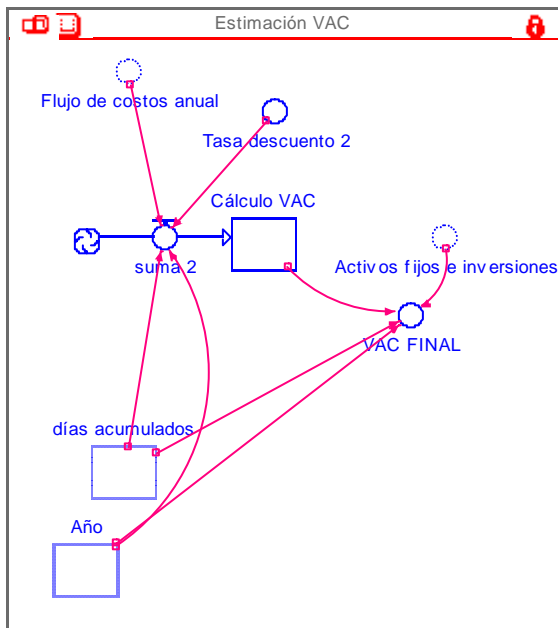 Estimación VAC
Flujo de costos anual
Tasa descuento 2
Cálculo VAC
suma 2
Activos fijos e inversiones
VAC FINAL
días acumulados
Año